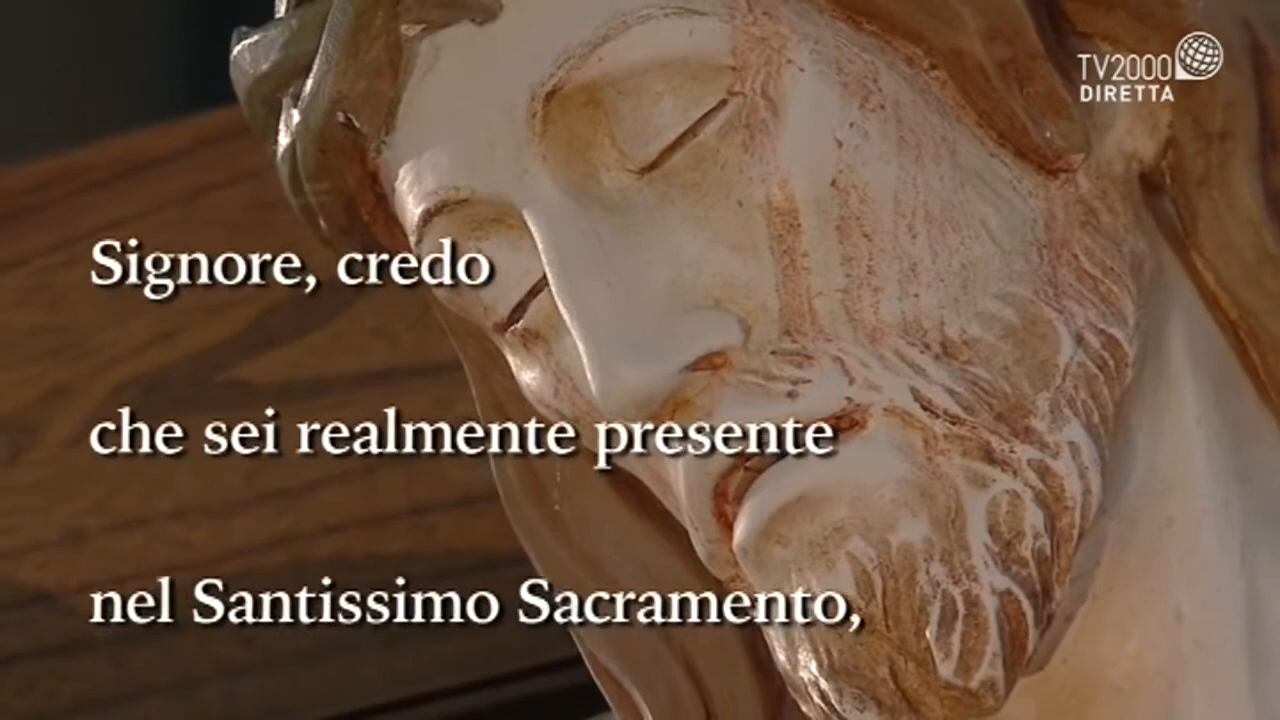 TV2000
DIRETTA
Signore, credo
che sei realmente presente
nel Santissimo Sacramento,